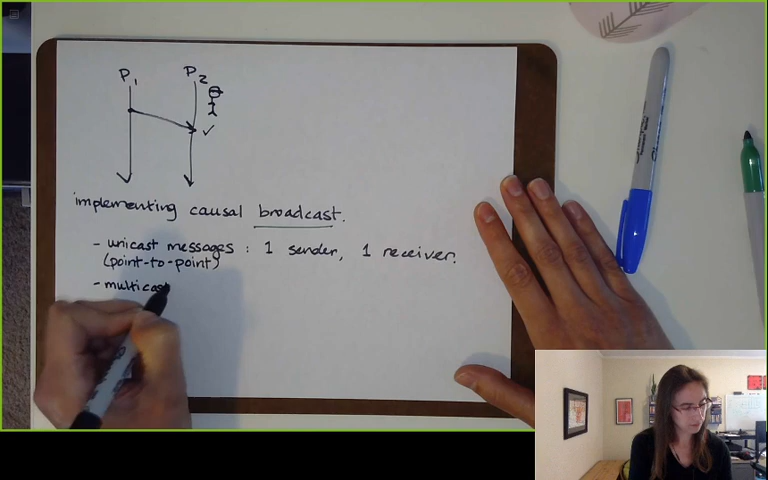 P1 P2
implementing causal broadcast.
- unicast messages : 1 sender, 1 receiver.
(point-to-point)
- multicast